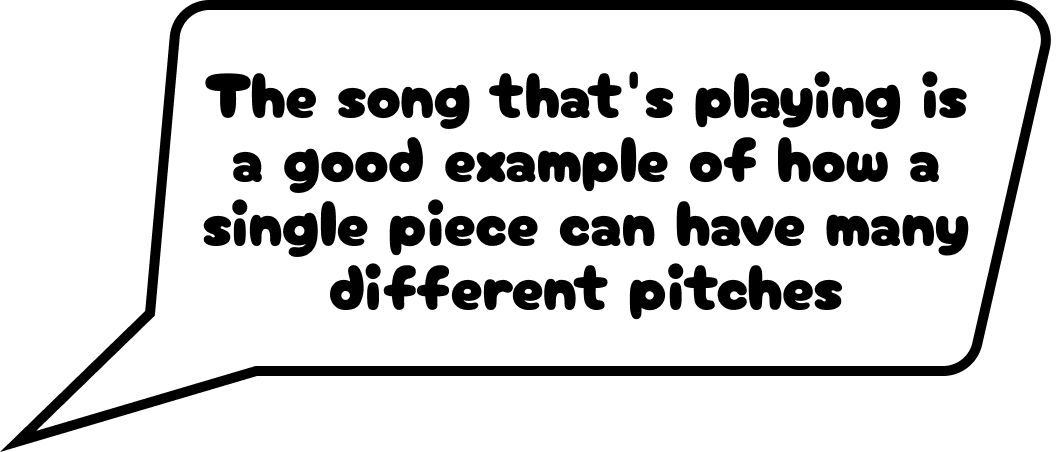 The song that's playing is
a good example of how a
single piece can have many
different pitches